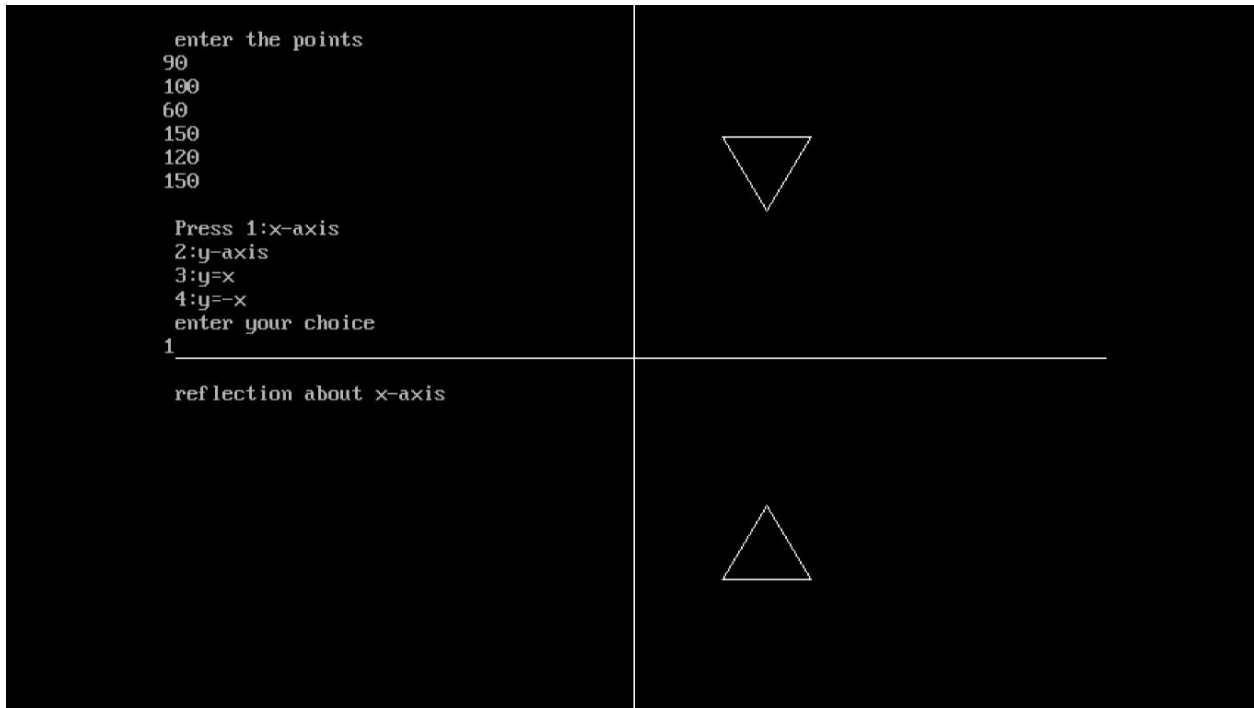 enter the points
90
100
60
150
120
150
Press 1:x-axis
2:y-axis
3:y=x
4:y=-x
enter your choice
1
reflection about x-axis